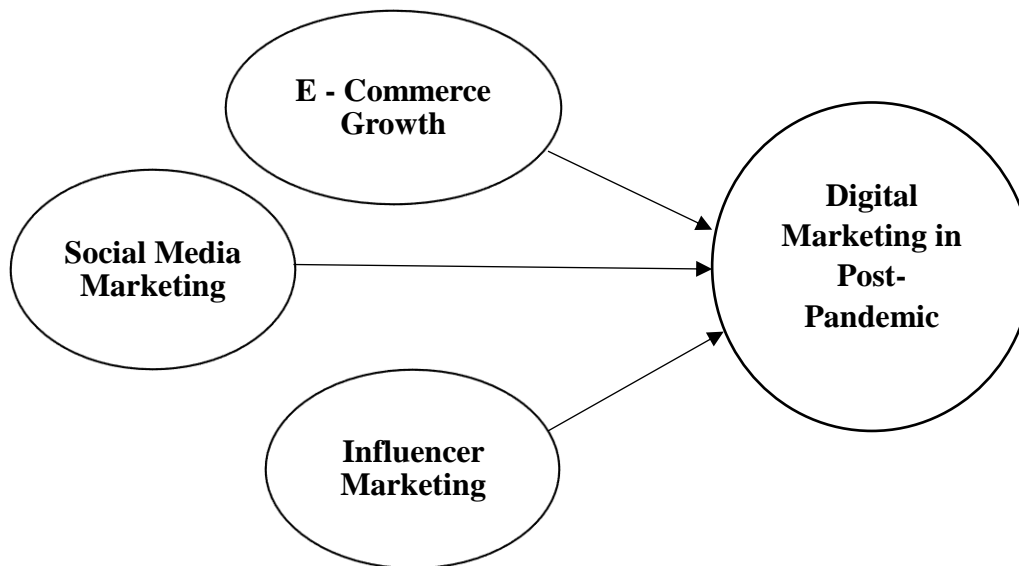 E - Commerce
Growth
Social Media
Marketing
Influencer
Marketing
Digital
Marketing in
Post-
Pandemic